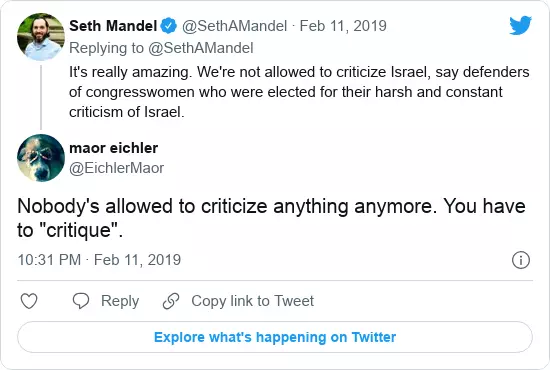 Seth Mandel @SethAMandel · Feb 11, 2019
Replying to @SethAMandel
It's really amazing. We're not allowed to criticize Israel, say defenders
of congresswomen who were elected for their harsh and constant
criticism of Israel.
maor eichler
@EichlerMaor
Nobody's allowed to criticize anything anymore. You have
to "critique".
10:31 PM · Feb 11, 2019
Reply
Copy link to Tweet
Explore what's happening on Twitter